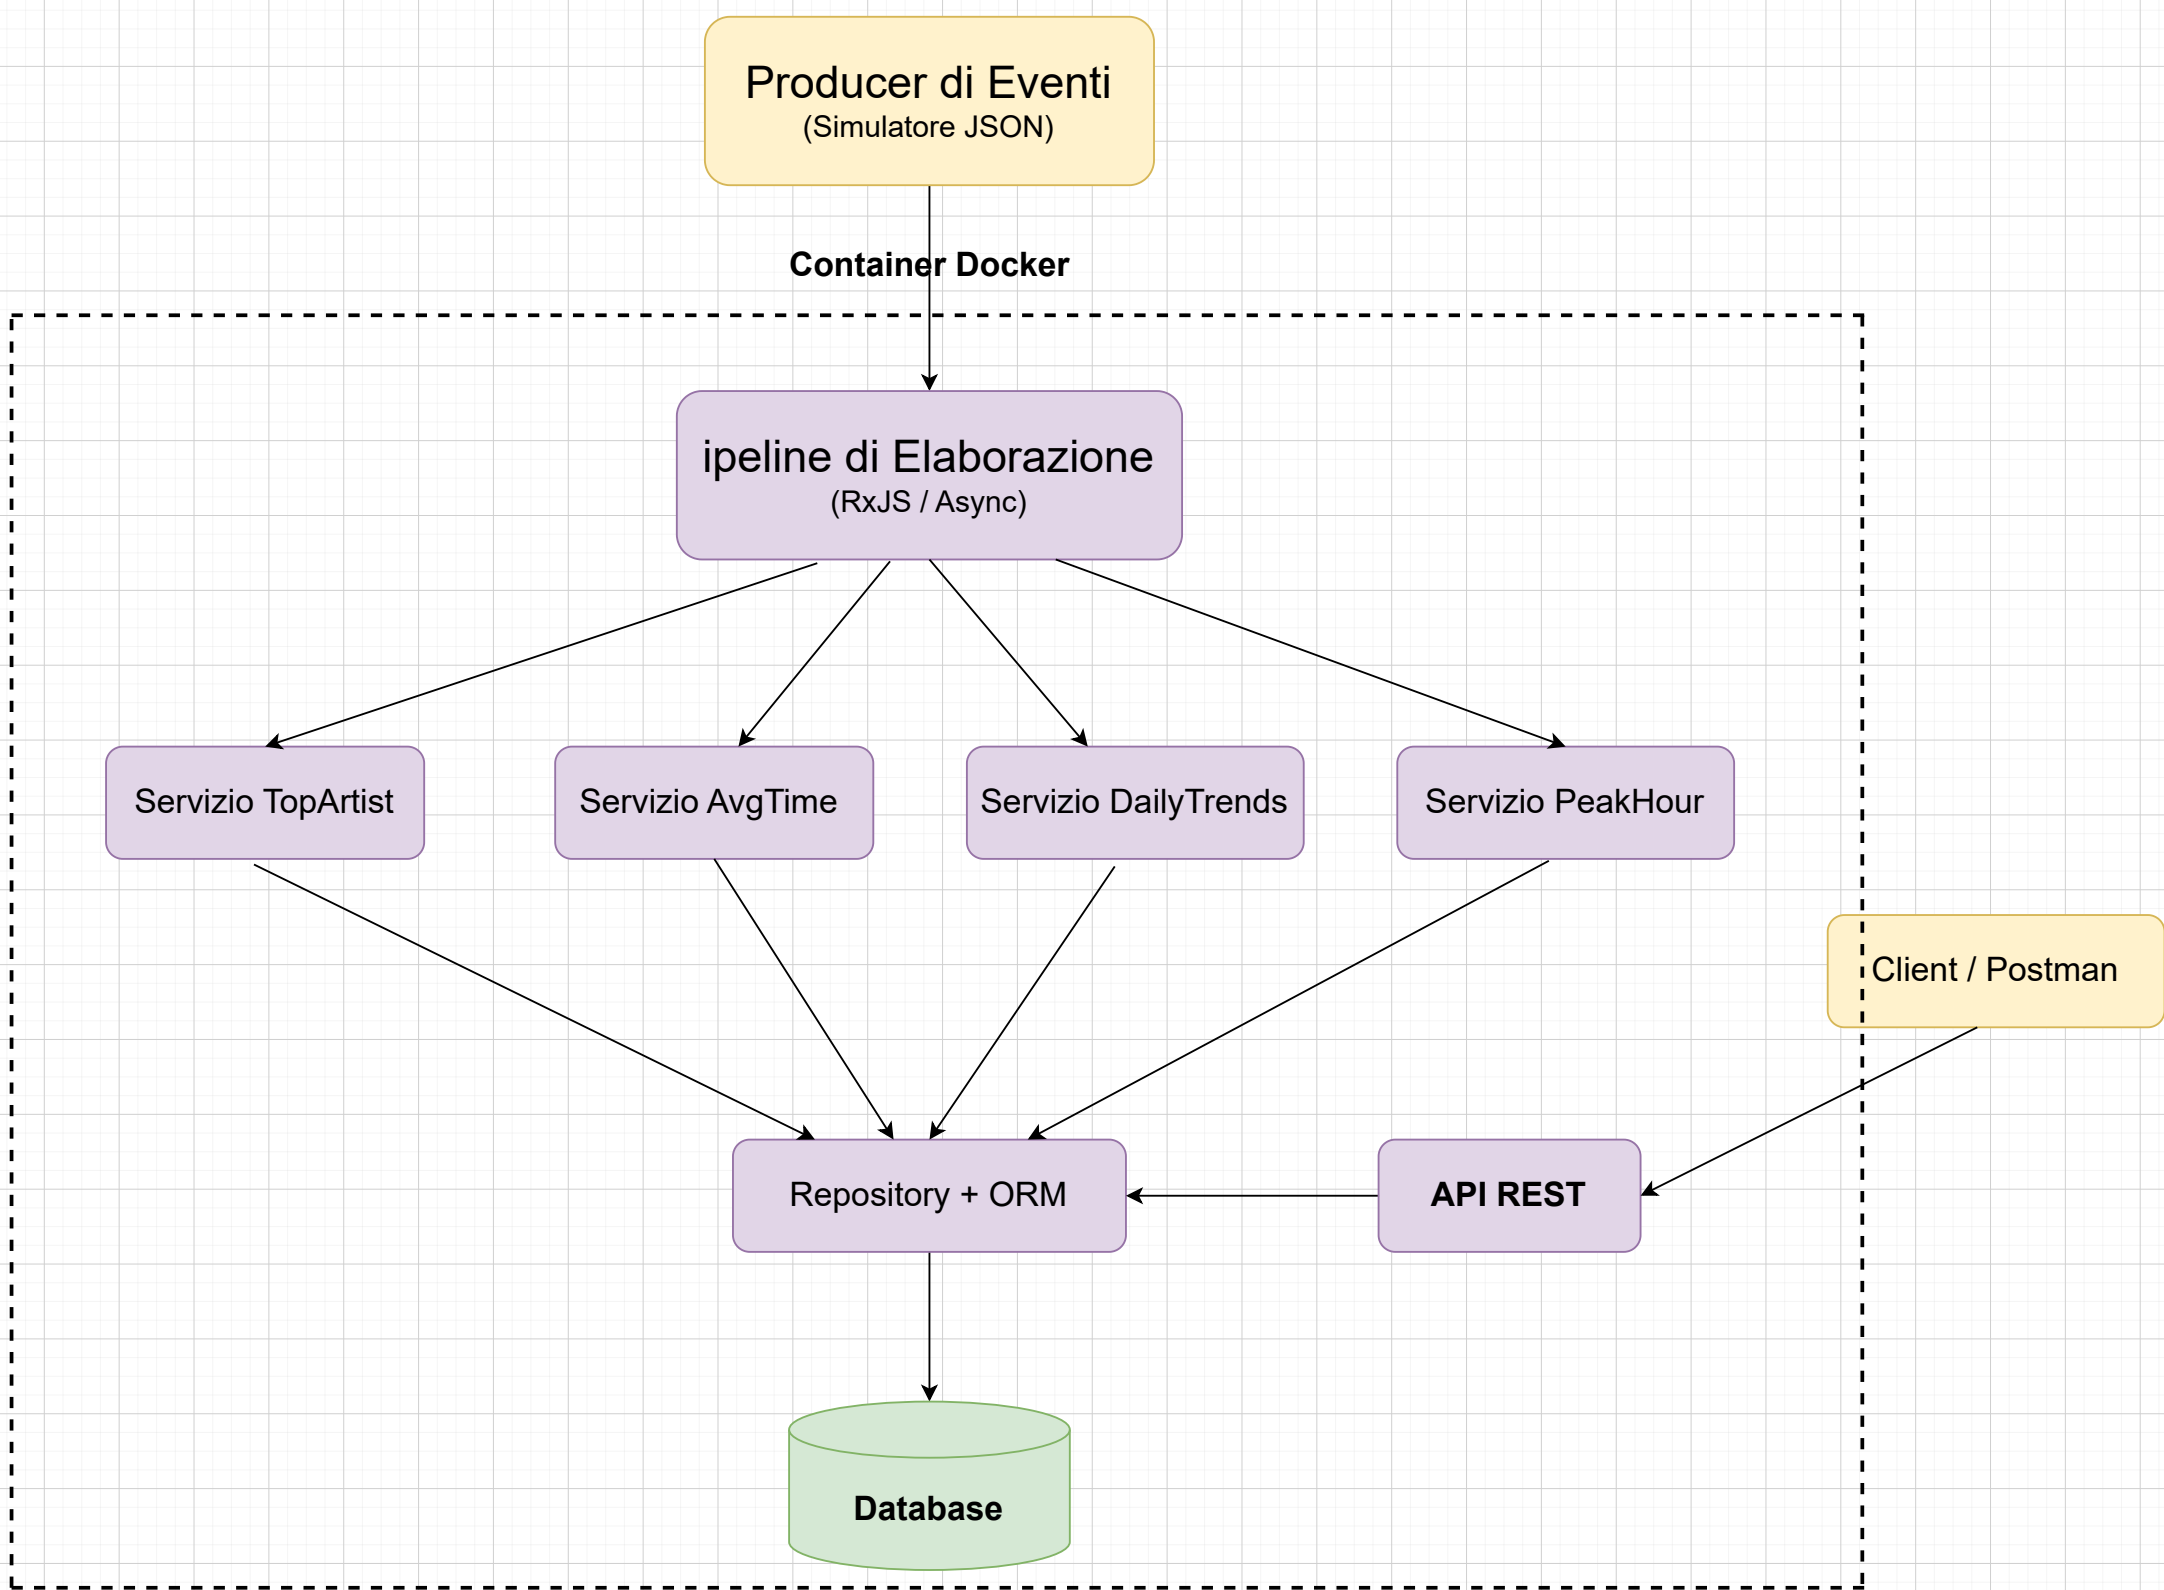 Producer di Eventi
(Simulatore JSON)
Container Docker
ipeline di Elaborazione
(RxJS / Async)
Servizio TopArtist
Servizio AvgTime
Servizio DailyTrends
Servizio PeakHour
Client / Postman
Repository + ORM
API REST
Database